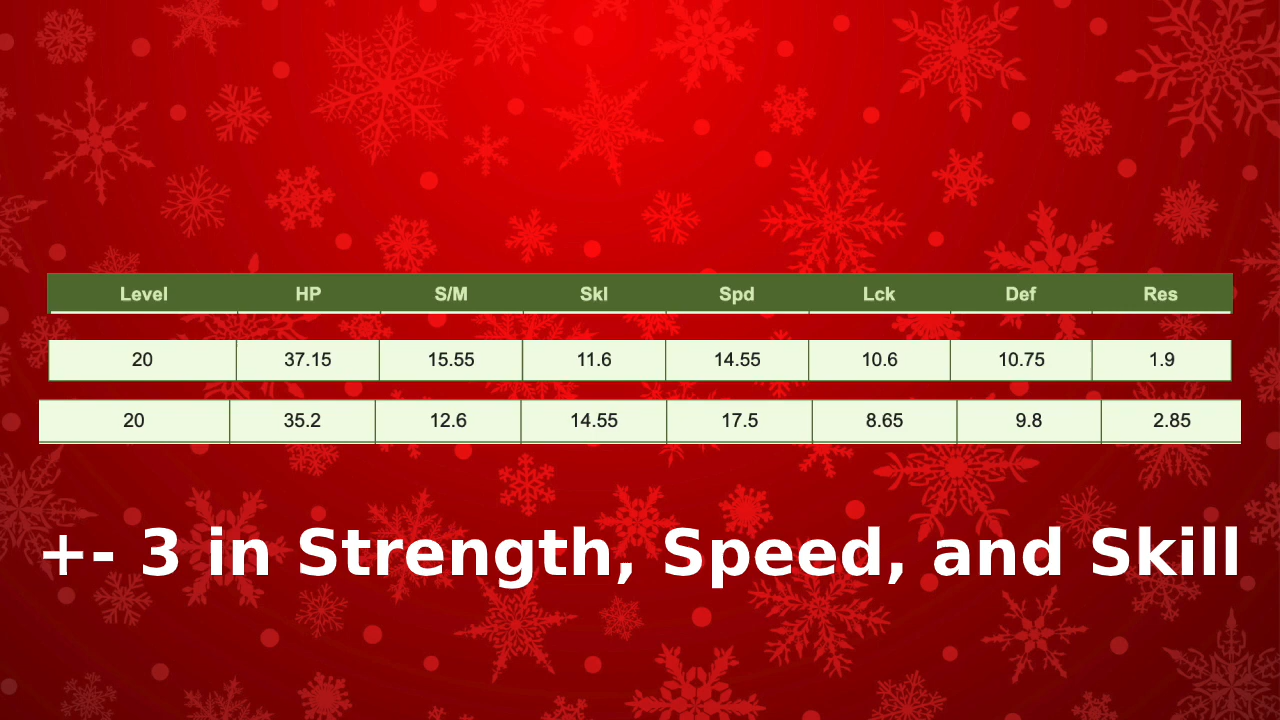 Level HP S/M Skl Spd Lck Def Res
20 37.15 15.55 11.6 14.55 10.6 10.75 1.9
20 35.2 12.6 14.55 17.5 8.65 9.8 2.85
+- 3 in Strength, Speed, and Skill